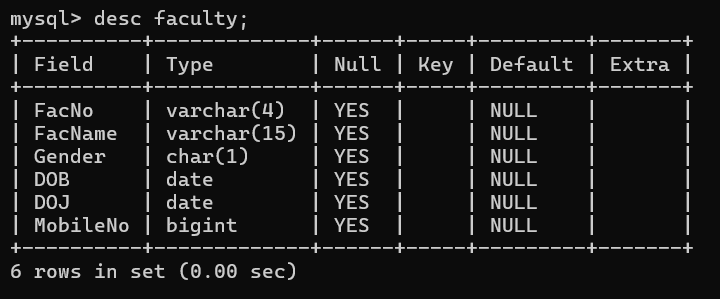 mysql> desc faculty;
+----------+-------------+------+-----+---------+-------+
| Field    | Type        | Null | Key | Default | Extra |
+----------+-------------+------+-----+---------+-------+
| FacNo    | varchar(4)  | YES  |     | NULL    |       |
| FacName  | varchar(15) | YES  |     | NULL    |       |
| Gender   | char(1)     | YES  |     | NULL    |       |
| DOB      | date        | YES  |     | NULL    |       |
| DOJ      | date        | YES  |     | NULL    |       |
| MobileNo | bigint      | YES  |     | NULL    |       |
+----------+-------------+------+-----+---------+-------+
6 rows in set (0.00 sec)